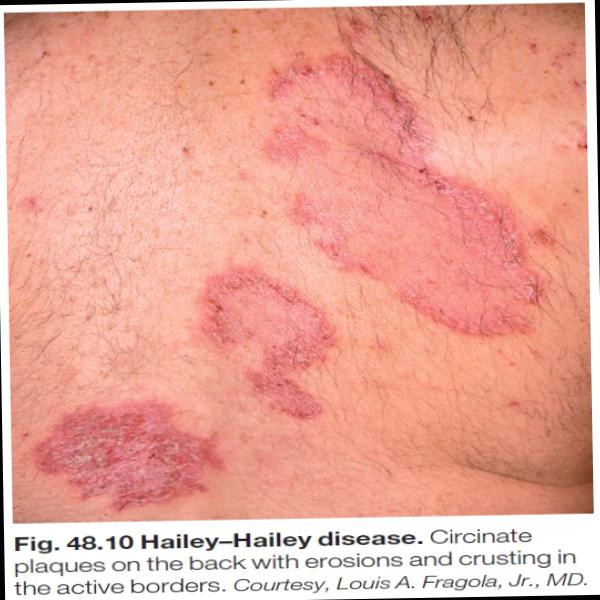 Fig. 48.10 Hailey–Hailey disease. Circinate
plaques on the back with erosions and crusting in
the active borders. Courtesy, Louis A. Fragola, Jr., MD.